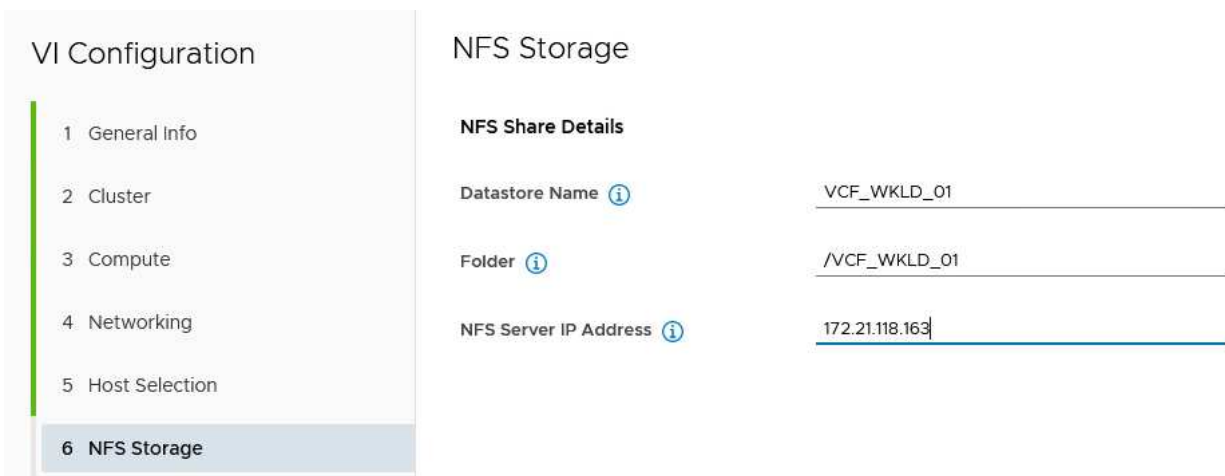 VI Configuration
1 General Info
2 Cluster
3 Compute
4 Networking
5 Host Selection
6 NFS Storage
NFS Storage
NFS Share Details
Datastore Name
VCF_WKLD_01
Folder
/VCF_WKLD_01
NFS Server IP Address
172.21.118.163